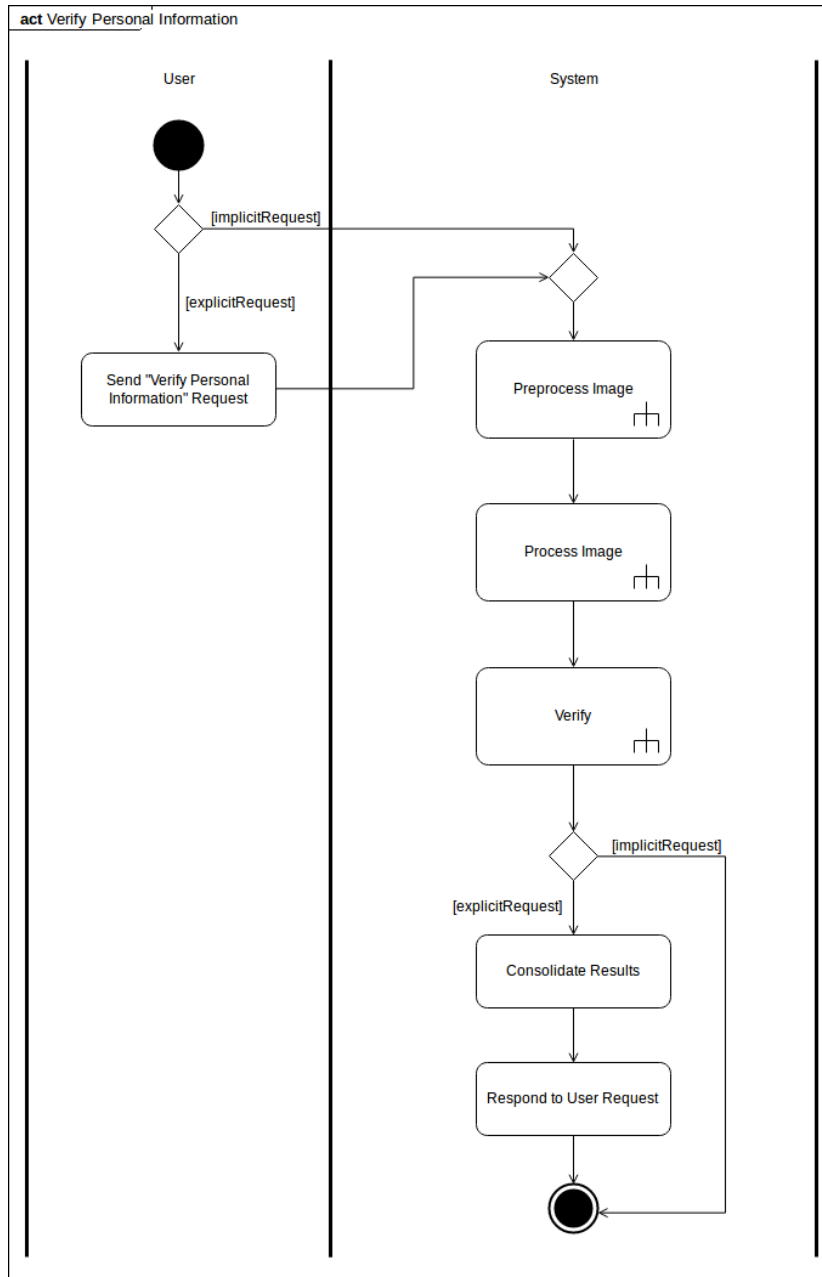 act Verify Personal Information
User
System
[implicitRequest]
[explicitRequest]
Send "Verify Personal
Information" Request
Preprocess Image
Process Image
Verify
[implicitRequest]
[explicitRequest]
Consolidate Results
Respond to User Request